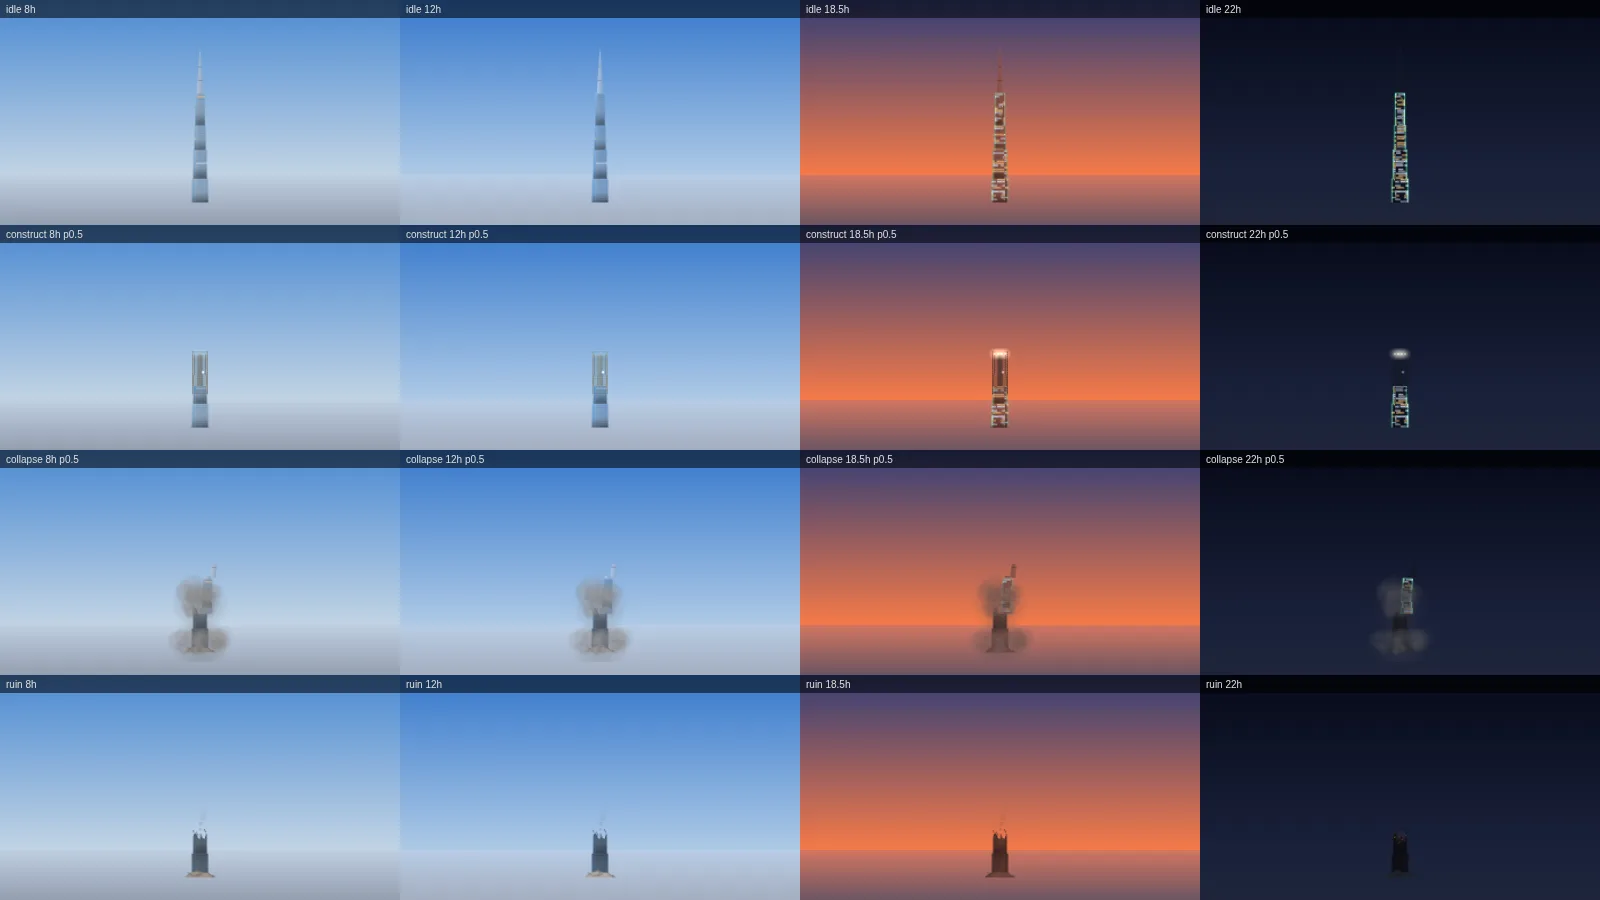 idle 8h
idle 12h
idle 18.5h
idle 22h
construct 8h p0.5
construct 12h p0.5
construct 18.5h p0.5
construct 22h p0.5
collapse 8h p0.5
collapse 12h p0.5
collapse 18.5h p0.5
collapse 22h p0.5
ruin 8h
ruin 12h
ruin 18.5h
ruin 22h